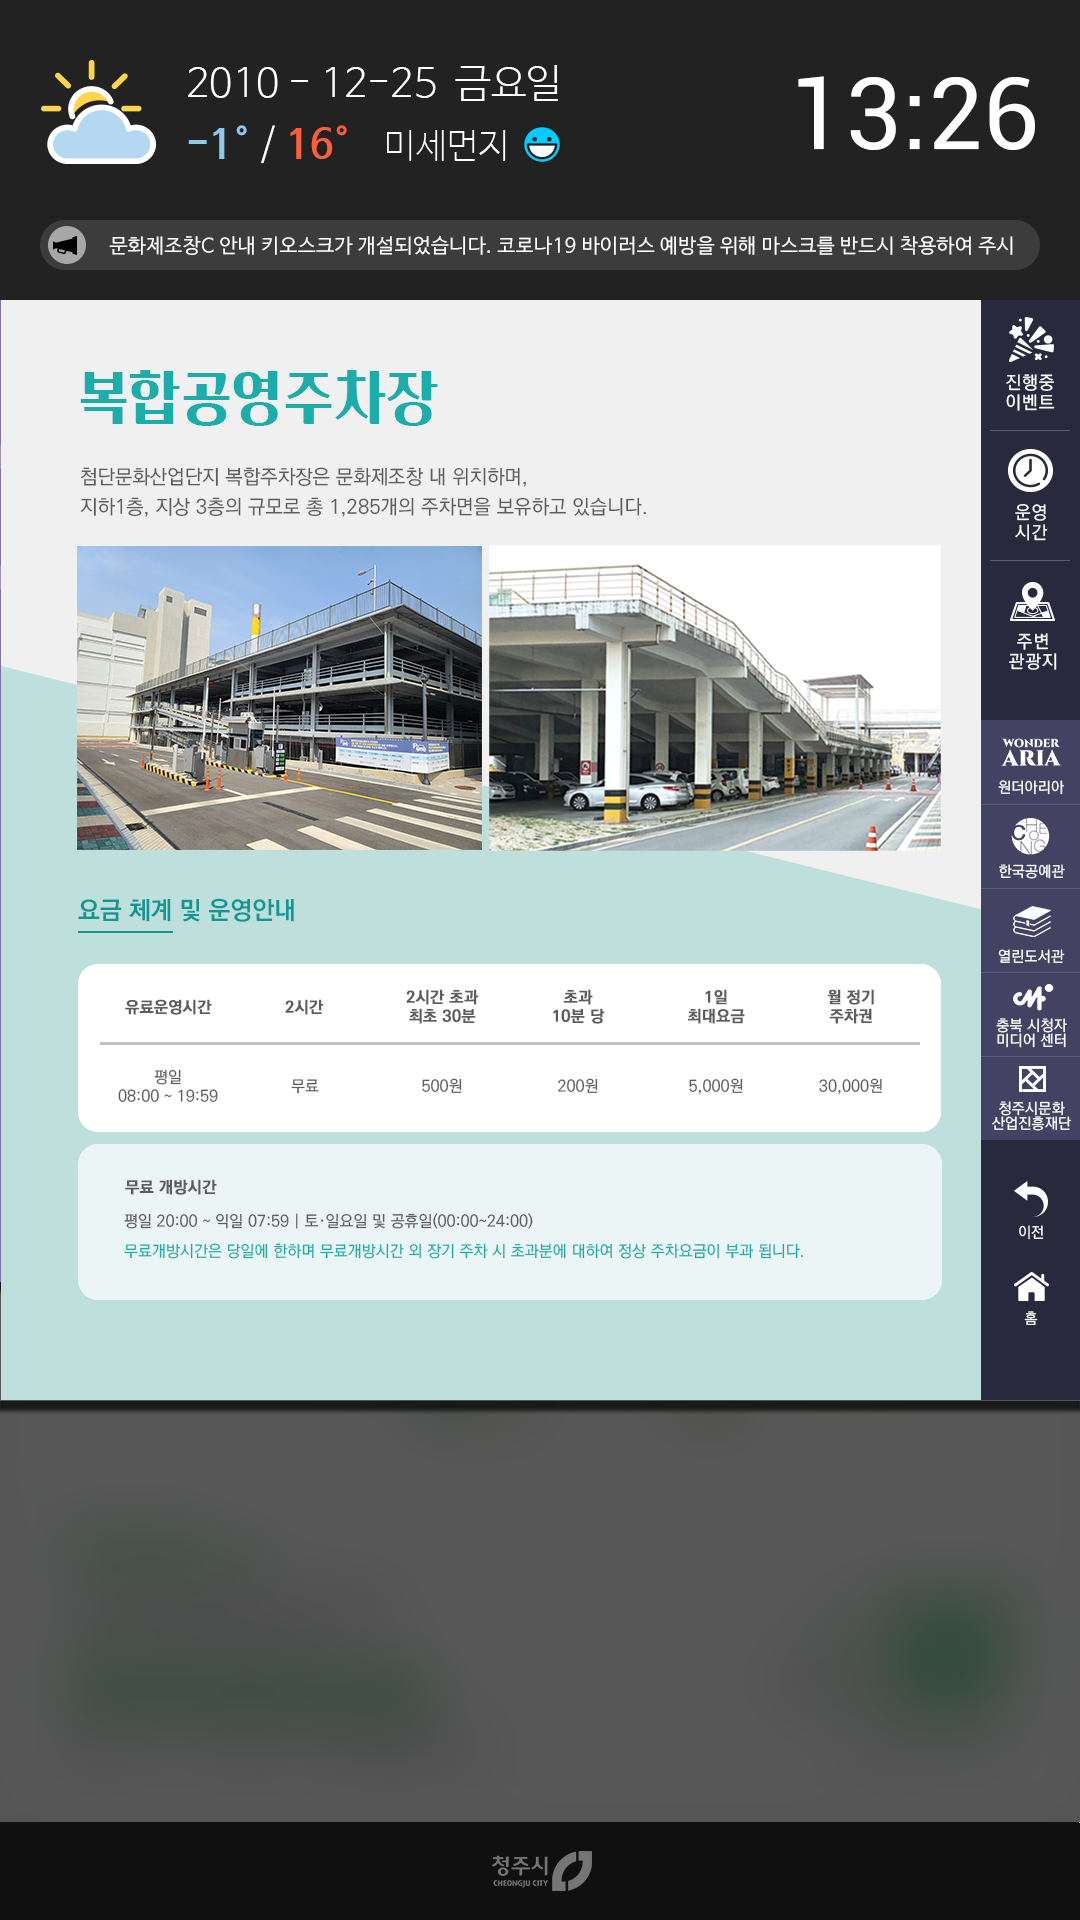 2010 - 12-25 금요일
-1° / 16° 미세먼지
13:26
문화제조창C 안내 키오스크가 개설되었습니다. 코로나19 바이러스 예방을 위해 마스크를 반드시 착용하여 주시
복합공영주차장
첨단문화산업단지 복합주차장은 문화제조창 내 위치하며,
지하1층, 지상 3층의 규모로 총 1,285개의 주차면을 보유하고 있습니다.
요금 체계 및 운영안내
유료운영시간 2시간 2시간 초과 최초 30분 초과 10분 당 1일 최대요금 월 정기 주차권
평일 08:00 ~ 19:59 무료 500원 200원 5,000원 30,000원
무료 개방시간
평일 20:00 ~ 익일 07:59 | 토·일요일 및 공휴일(00:00~24:00)
무료개방시간은 당일에 한하며 무료개방시간 외 장기 주차 시 초과분에 대하여 정상 주차요금이 부과 됩니다.
진행중
이벤트
운영
시간
주변
관광지
WONDER
ARIA
원더아리아
CHEONG
한국공예관
열린도서관
충북 시청자
미디어 센터
청주시문화
산업진흥재단
이전
홈
청주시
CHEONGJU CITY